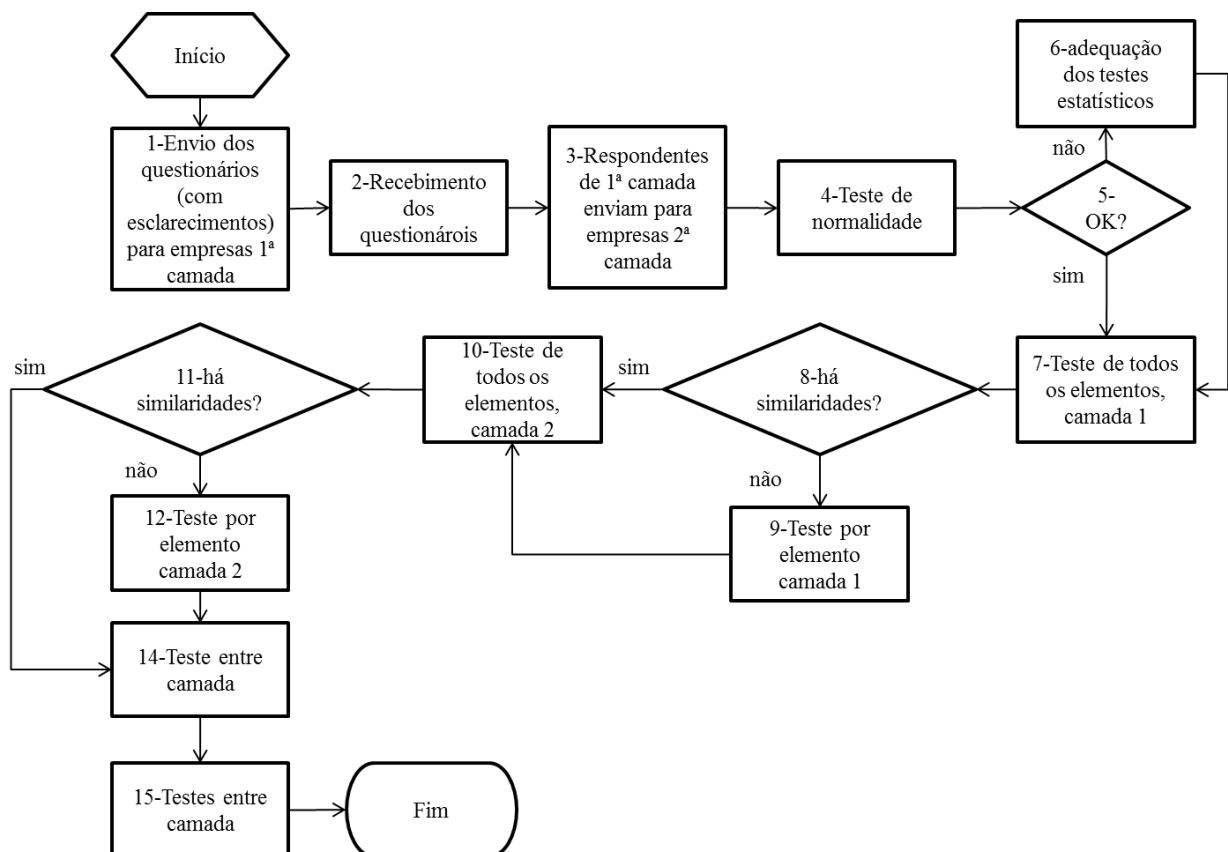 Início
1-Envio dos
questionários
(com
esclarecimentos)
para empresas 1ª
camada
2-Recebimento
dos
questionárois
3-Respondentes
de 1ª camada
enviam para
empresas 2ª
camada
4-Teste de
normalidade
5-
OK?
não
sim
6-adequação
dos testes
estatísticos
7-Teste de todos
os elementos,
camada 1
8-há
similaridades?
sim
não
9-Teste por
elemento
camada 1
10-Teste de
todos os
elementos,
camada 2
11-há
similaridades?
sim
não
12-Teste por
elemento
camada 2
14-Teste entre
camada
15-Testes entre
camada
Fim